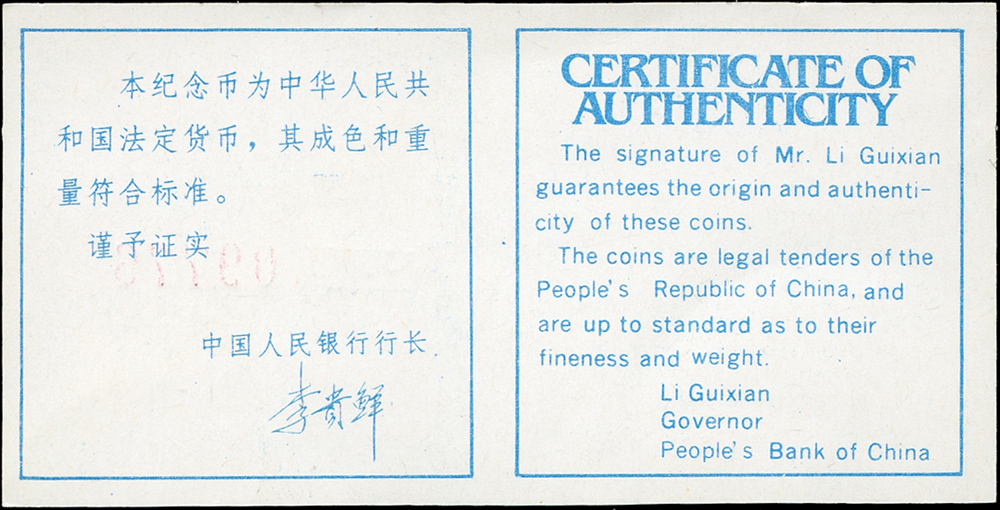 本纪念币为中华人民共
和国法定货币，其成色和重
量符合标准。
谨予证实
中国人民银行行长
李贵鲜
CERTIFICATE OF
AUTHENTICITY
The signature of Mr. Li Guixian
guarantees the origin and authenti-
city of these coins.
The coins are legal tenders of the
People's Republic of China, and
are up to standard as to their
fineness and weight.
Li Guixian
Governor
People's Bank of China